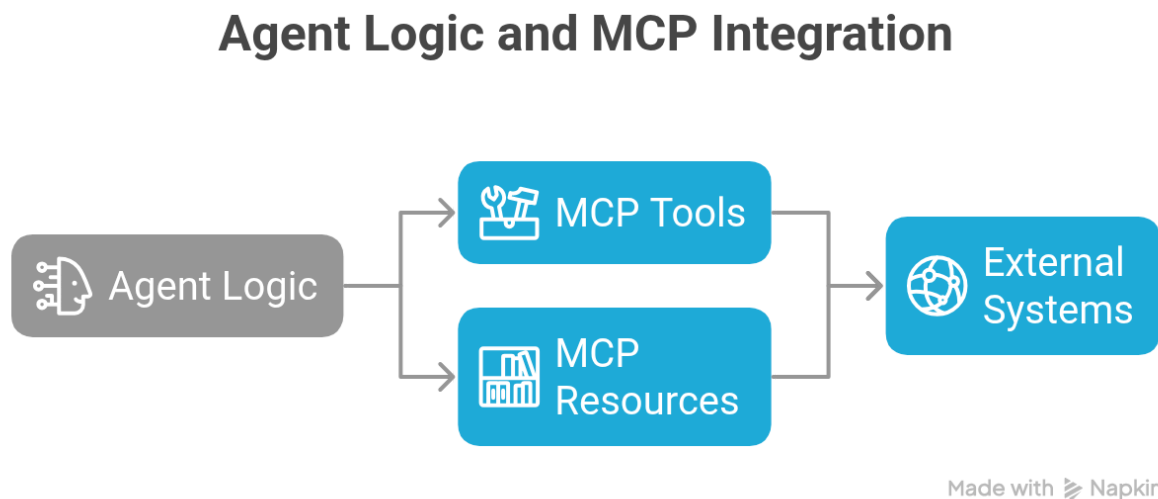 Agent Logic and MCP Integration
Agent Logic
MCP Tools
MCP
Resources
External
Systems
Made with Napkin